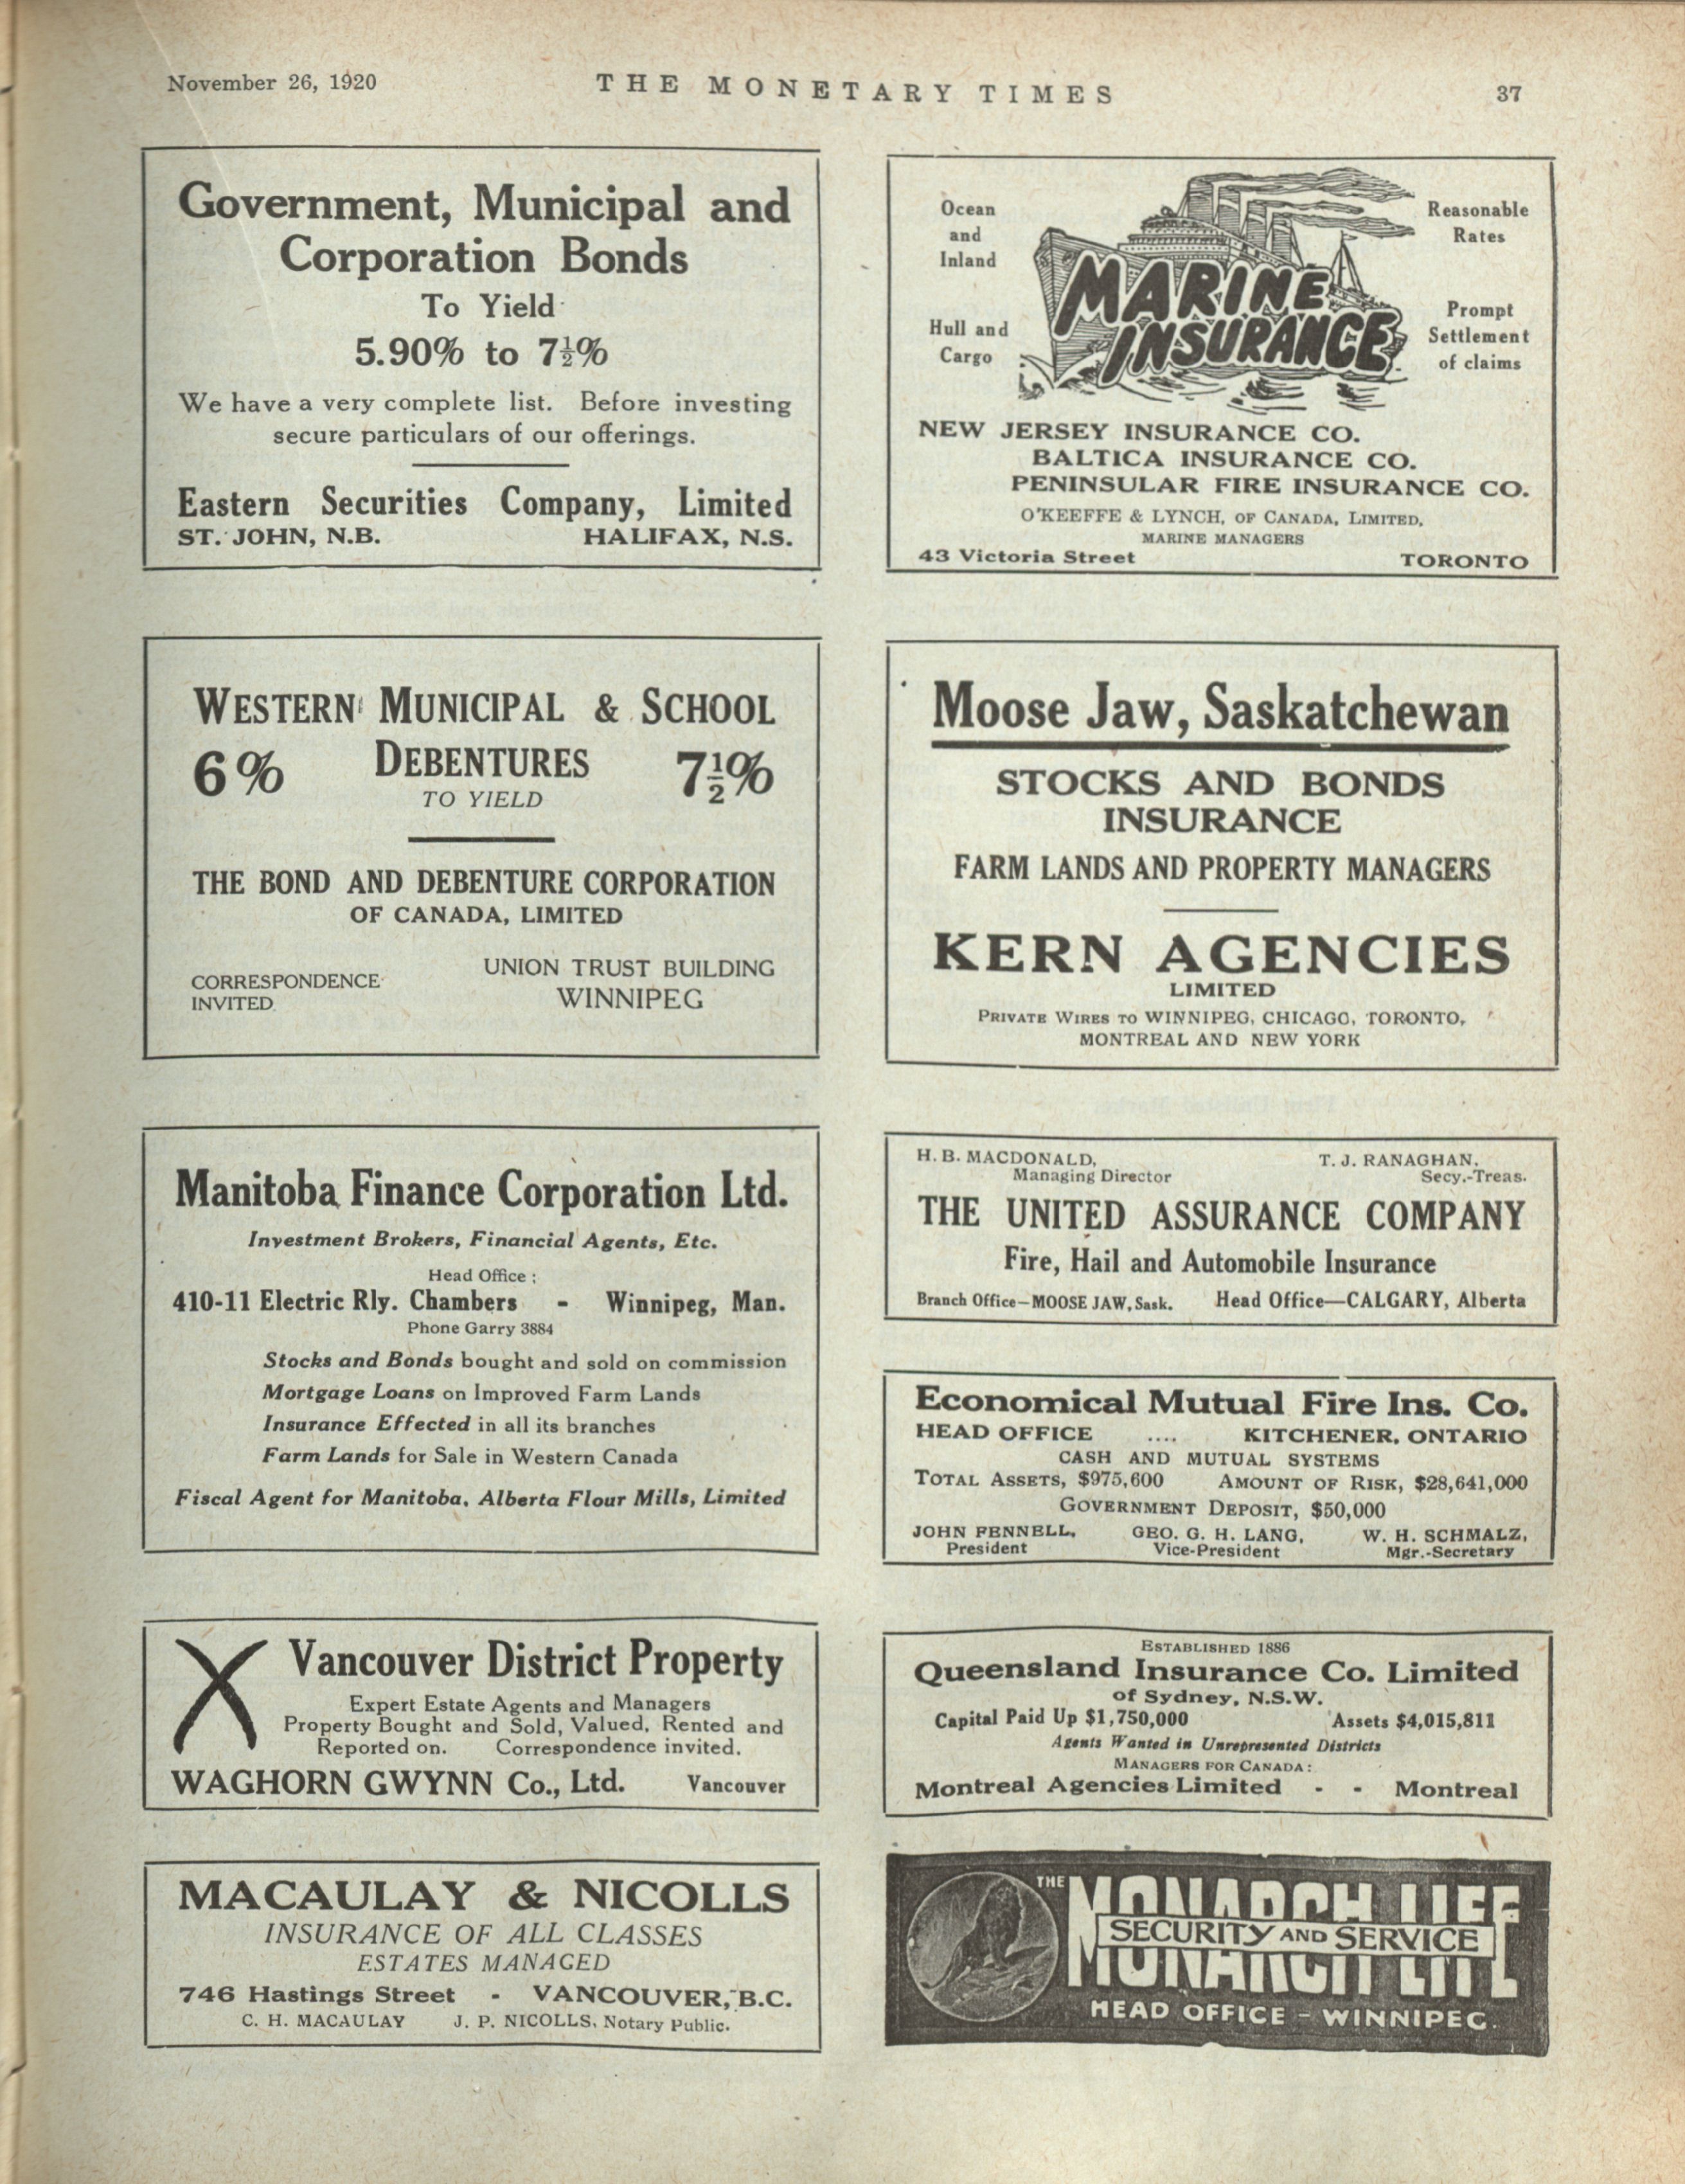 November 26, 1920
THE MONETARY TIMES
37
Government, Municipal and
Corporation Bonds
To Yield
5.90% to 7½%
We have a very complete list. Before investing
secure particulars of our offerings.
Eastern Securities Company, Limited
ST. JOHN, N.B. HALIFAX, N.S.
WESTERN MUNICIPAL & SCHOOL
6% DEBENTURES 7½%
TO YIELD
THE BOND AND DEBENTURE CORPORATION
OF CANADA, LIMITED
CORRESPONDENCE
INVITED
UNION TRUST BUILDING
WINNIPEG
Manitoba Finance Corporation Ltd.
Investment Brokers, Financial Agents, Etc.
Head Office :
410-11 Electric Rly. Chambers - Winnipeg, Man.
Phone Garry 3884
Stocks and Bonds bought and sold on commission
Mortgage Loans on Improved Farm Lands
Insurance Effected in all its branches
Farm Lands for Sale in Western Canada
Fiscal Agent for Manitoba, Alberta Flour Mills, Limited
X Vancouver District Property
Expert Estate Agents and Managers
Property Bought and Sold, Valued, Rented and
Reported on. Correspondence invited.
WAGHORN GWYNN Co., Ltd. Vancouver
MACAULAY & NICOLLS
INSURANCE OF ALL CLASSES
ESTATES MANAGED
746 Hastings Street - VANCOUVER, B.C.
C. H. MACAULAY J. P. NICOLLS, Notary Public.
Ocean
and
Inland
Hull and
Cargo
MARINE
INSURANCE
Reasonable
Rates
Prompt
Settlement
of claims
NEW JERSEY INSURANCE CO.
BALTICA INSURANCE CO.
PENINSULAR FIRE INSURANCE CO.
O'KEEFFE & LYNCH, OF CANADA, LIMITED,
MARINE MANAGERS
43 Victoria Street TORONTO
Moose Jaw, Saskatchewan
STOCKS AND BONDS
INSURANCE
FARM LANDS AND PROPERTY MANAGERS
KERN AGENCIES
LIMITED
PRIVATE WIRES TO WINNIPEG, CHICAGO, TORONTO,
MONTREAL AND NEW YORK
H. B. MACDONALD, T. J. RANAGHAN,
Managing Director Secy.-Treas.
THE UNITED ASSURANCE COMPANY
Fire, Hail and Automobile Insurance
Branch Office—MOOSE JAW, Sask. Head Office—CALGARY, Alberta
Economical Mutual Fire Ins. Co.
HEAD OFFICE .... KITCHENER, ONTARIO
CASH AND MUTUAL SYSTEMS
TOTAL ASSETS, $975,600 AMOUNT OF RISK, $28,641,000
GOVERNMENT DEPOSIT, $50,000
JOHN FENNELL, GEO. G. H. LANG, W. H. SCHMALZ,
President Vice-President Mgr.-Secretary
ESTABLISHED 1886
Queensland Insurance Co. Limited
of Sydney, N.S.W.
Capital Paid Up $1,750,000 Assets $4,015,811
Agents Wanted in Unrepresented Districts
MANAGERS FOR CANADA:
Montreal Agencies Limited - - Montreal
THE MONARCH LIFE
SECURITY AND SERVICE
HEAD OFFICE - WINNIPEG.